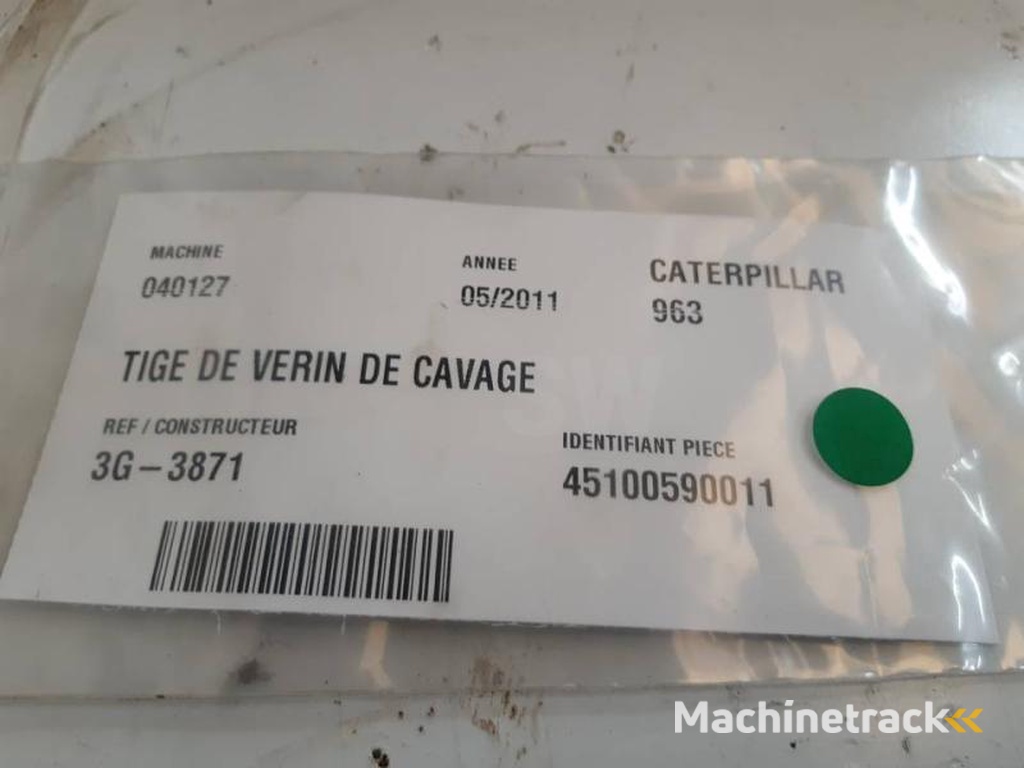 MACHINE
040127
ANNEE
05/2011
CATERPILLAR
963
TIGE DE VERIN DE CAVAGE
REF / CONSTRUCTEUR
3G-3871
IDENTIFIANT PIECE
45100590011
SW
Machinetrack